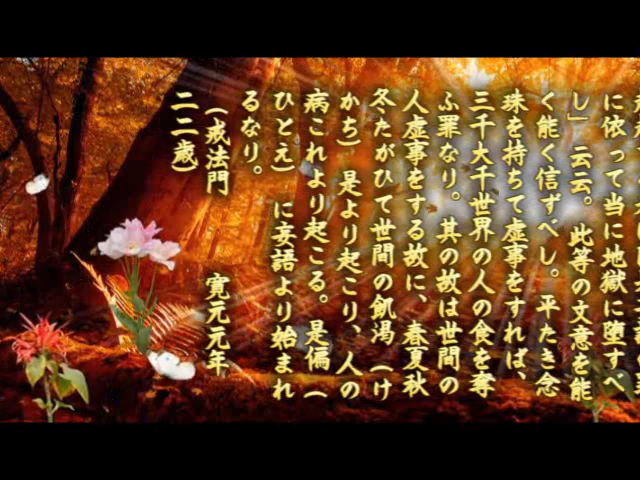 に依って当に地獄に堕すべ
し」云云。此等の文意を能
く能く信ずべし。平たき念
珠を持ちて虚事をすれば、
三千大千世界の人の食を奪
ふ罪なり。其の故は世間の
人虚事をする故に、春夏秋
冬たがひて世間の飢渇（け
かち）是より起こり、人の
病これより起こる。是偏（
ひとえ）に妄語より始まれ
るなり。
（戒法門　寛元元年
二二歳）